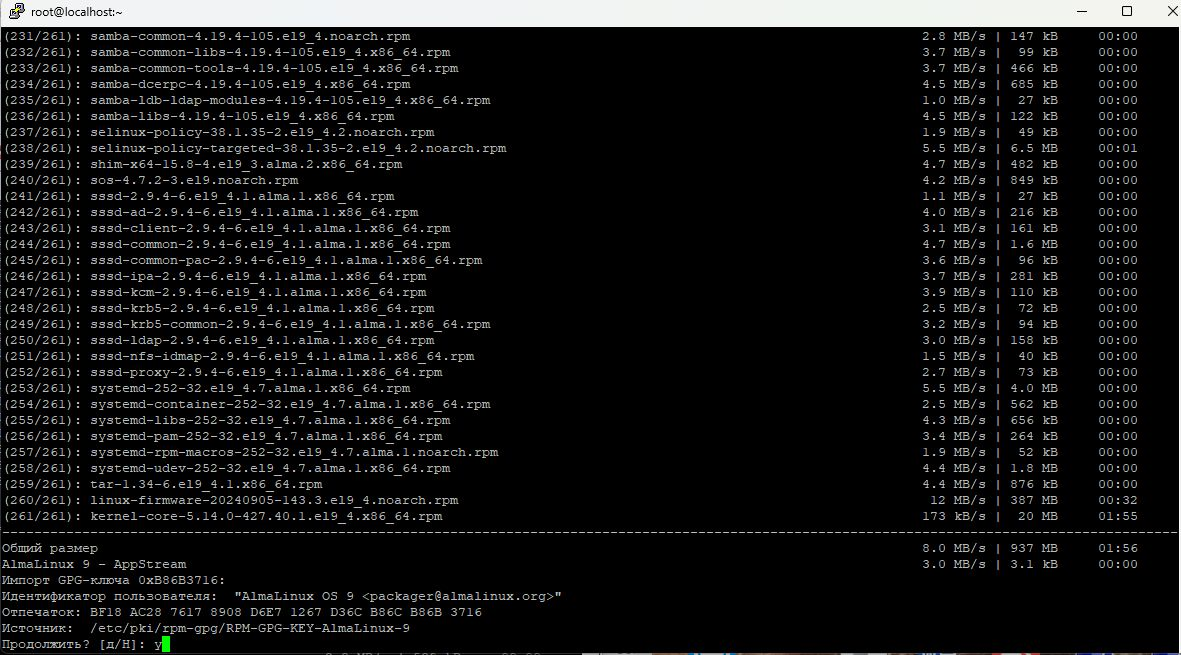 root@localhost:~
(231/261): samba-common-4.19.4-105.el9_4.noarch.rpm 2.8 MB/s | 147 kB 00:00
(232/261): samba-common-libs-4.19.4-105.el9_4.x86_64.rpm 3.7 MB/s | 99 kB 00:00
(233/261): samba-common-tools-4.19.4-105.el9_4.x86_64.rpm 3.7 MB/s | 466 kB 00:00
(234/261): samba-dcerpc-4.19.4-105.el9_4.x86_64.rpm 4.5 MB/s | 685 kB 00:00
(235/261): samba-ldb-ldap-modules-4.19.4-105.el9_4.x86_64.rpm 1.0 MB/s | 27 kB 00:00
(236/261): samba-libs-4.19.4-105.el9_4.x86_64.rpm 4.5 MB/s | 122 kB 00:00
(237/261): selinux-policy-38.1.35-2.el9_4.2.noarch.rpm 1.9 MB/s | 49 kB 00:00
(238/261): selinux-policy-targeted-38.1.35-2.el9_4.2.noarch.rpm 5.5 MB/s | 6.5 MB 00:01
(239/261): shim-x64-15.8-4.el9_3.alma.2.x86_64.rpm 4.7 MB/s | 482 kB 00:00
(240/261): sos-4.7.2-3.el9.noarch.rpm 4.2 MB/s | 849 kB 00:00
(241/261): sssd-2.9.4-6.el9_4.1.alma.1.x86_64.rpm 1.1 MB/s | 27 kB 00:00
(242/261): sssd-ad-2.9.4-6.el9_4.1.alma.1.x86_64.rpm 4.0 MB/s | 216 kB 00:00
(243/261): sssd-client-2.9.4-6.el9_4.1.alma.1.x86_64.rpm 3.1 MB/s | 161 kB 00:00
(244/261): sssd-common-2.9.4-6.el9_4.1.alma.1.x86_64.rpm 4.7 MB/s | 1.6 MB 00:00
(245/261): sssd-common-pac-2.9.4-6.el9_4.1.alma.1.x86_64.rpm 3.6 MB/s | 96 kB 00:00
(246/261): sssd-ipa-2.9.4-6.el9_4.1.alma.1.x86_64.rpm 3.7 MB/s | 281 kB 00:00
(247/261): sssd-kcm-2.9.4-6.el9_4.1.alma.1.x86_64.rpm 3.9 MB/s | 110 kB 00:00
(248/261): sssd-krb5-2.9.4-6.el9_4.1.alma.1.x86_64.rpm 2.5 MB/s | 72 kB 00:00
(249/261): sssd-krb5-common-2.9.4-6.el9_4.1.alma.1.x86_64.rpm 3.2 MB/s | 94 kB 00:00
(250/261): sssd-ldap-2.9.4-6.el9_4.1.alma.1.x86_64.rpm 3.0 MB/s | 158 kB 00:00
(251/261): sssd-nfs-idmap-2.9.4-6.el9_4.1.alma.1.x86_64.rpm 1.5 MB/s | 40 kB 00:00
(252/261): sssd-proxy-2.9.4-6.el9_4.1.alma.1.x86_64.rpm 2.7 MB/s | 73 kB 00:00
(253/261): systemd-252-32.el9_4.7.alma.1.x86_64.rpm 5.5 MB/s | 4.0 MB 00:00
(254/261): systemd-container-252-32.el9_4.7.alma.1.x86_64.rpm 2.5 MB/s | 562 kB 00:00
(255/261): systemd-libs-252-32.el9_4.7.alma.1.x86_64.rpm 4.3 MB/s | 656 kB 00:00
(256/261): systemd-pam-252-32.el9_4.7.alma.1.x86_64.rpm 3.4 MB/s | 264 kB 00:00
(257/261): systemd-rpm-macros-252-32.el9_4.7.alma.1.noarch.rpm 1.9 MB/s | 52 kB 00:00
(258/261): systemd-udev-252-32.el9_4.7.alma.1.x86_64.rpm 4.4 MB/s | 1.8 MB 00:00
(259/261): tar-1.34-6.el9_4.1.x86_64.rpm 4.4 MB/s | 876 kB 00:00
(260/261): linux-firmware-20240905-143.3.el9_4.noarch.rpm 12 MB/s | 387 MB 00:32
(261/261): kernel-core-5.14.0-427.40.1.el9_4.x86_64.rpm 173 kB/s | 20 MB 01:55
Общий размер 8.0 MB/s | 937 MB 01:56
AlmaLinux 9 - AppStream 3.0 MB/s | 3.1 kB 00:00
Импорт GPG-ключа 0xB86B3716:
Идентификатор пользователя: "AlmaLinux OS 9 <packager@almalinux.org>"
Отпечаток: BF18 AC28 7617 8908 D6E7 1267 D36C B86C B86B 3716
Источник: /etc/pki/rpm-gpg/RPM-GPG-KEY-AlmaLinux-9
Продолжить? [д/Н]: y